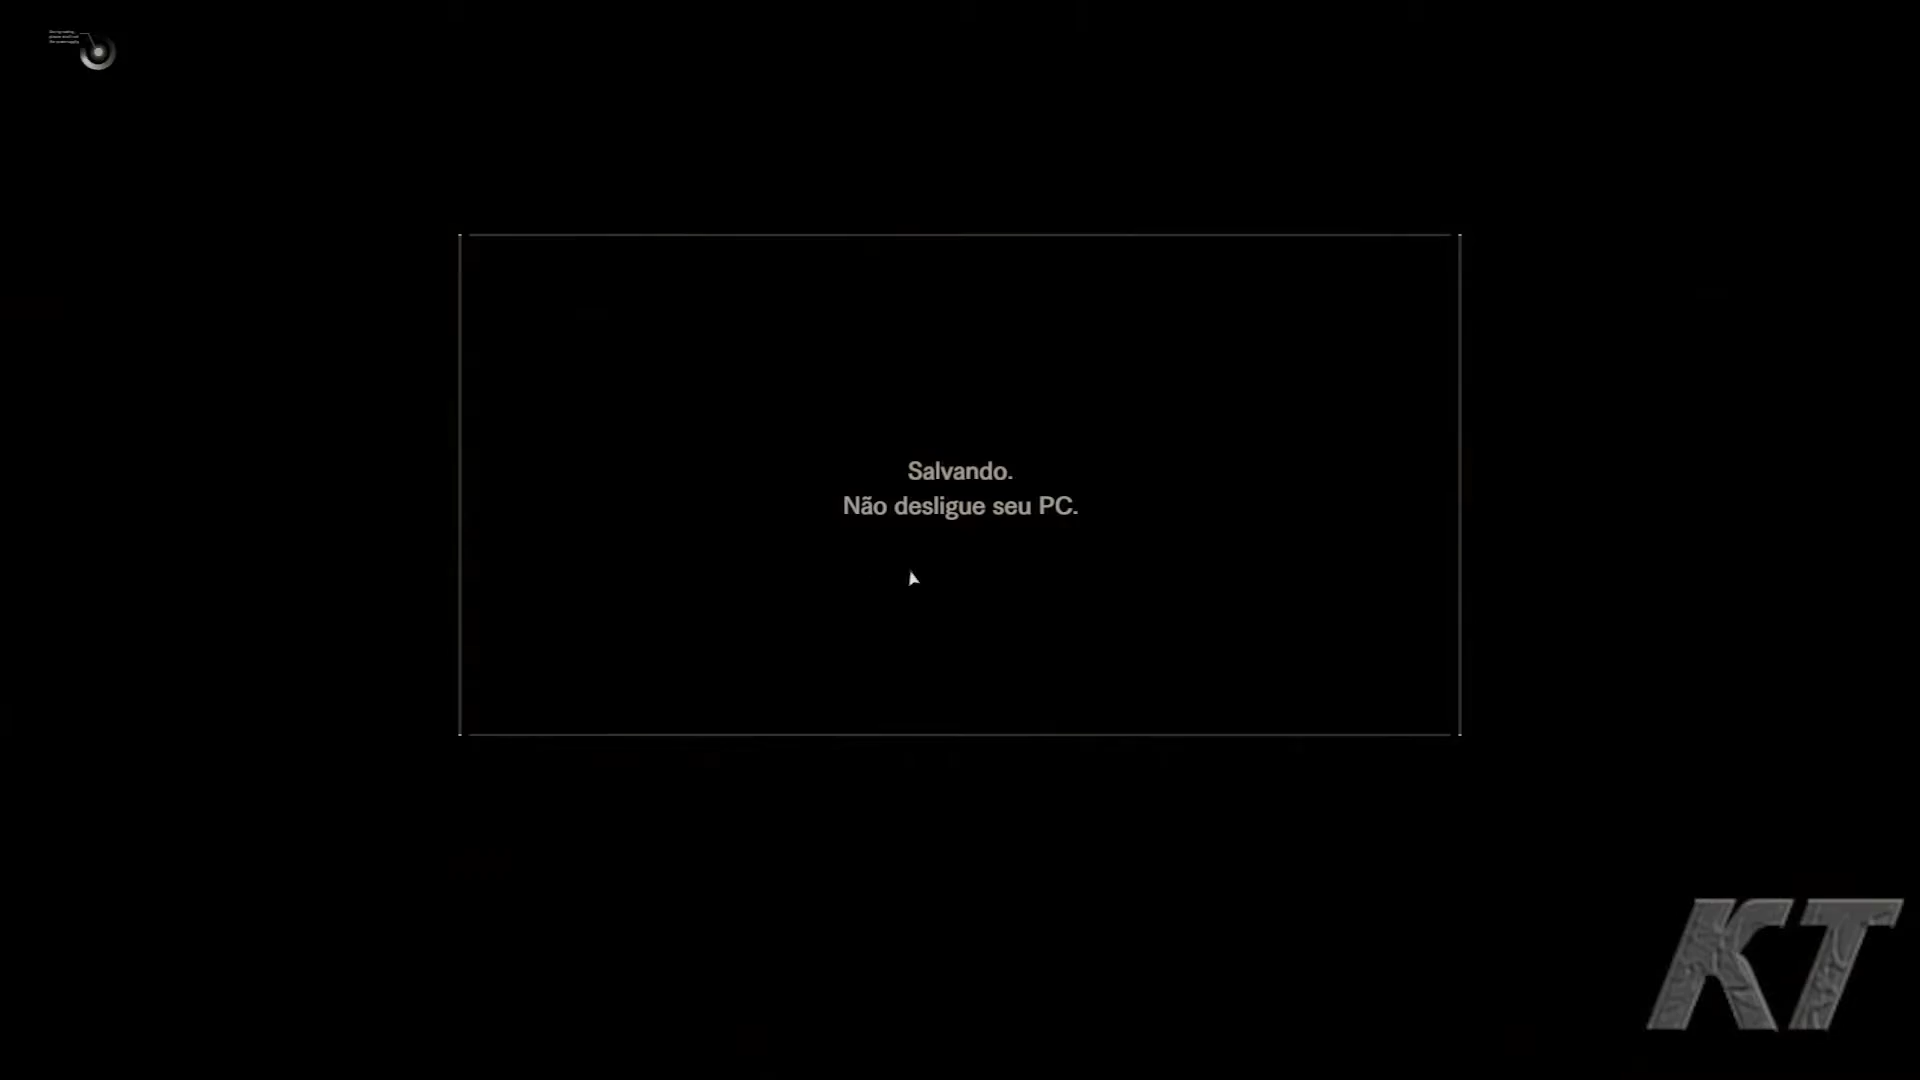 Salvando.
Não desligue seu PC.
KT